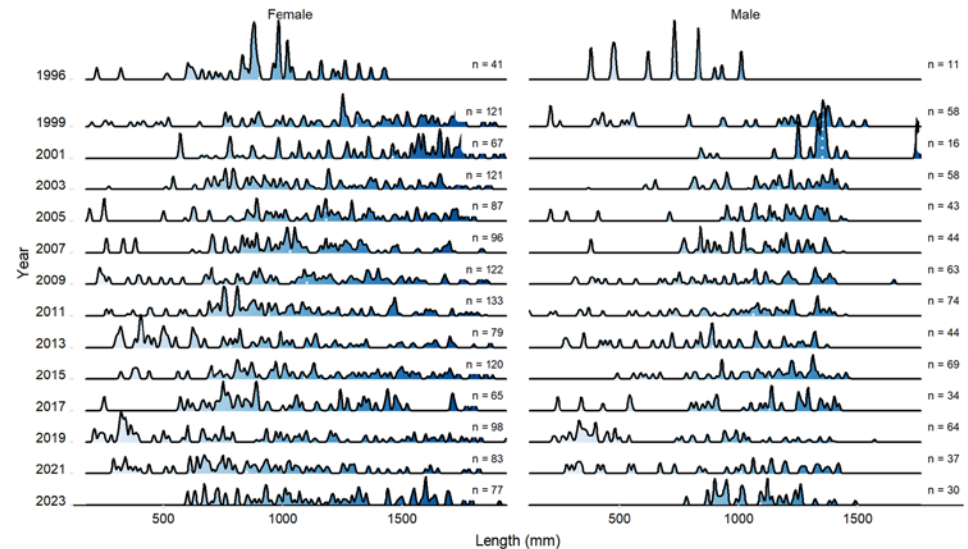 Female Male
1996 n = 41 n = 11
1999 n = 121 n = 58
2001 n = 67 n = 16
2003 n = 121 n = 58
2005 n = 87 n = 43
2007 n = 96 n = 44
2009 n = 122 n = 63
2011 n = 133 n = 74
2013 n = 79 n = 44
2015 n = 120 n = 69
2017 n = 65 n = 34
2019 n = 98 n = 64
2021 n = 83 n = 37
2023 n = 77 n = 30
Year
500 1000 1500 500 1000 1500
Length (mm)